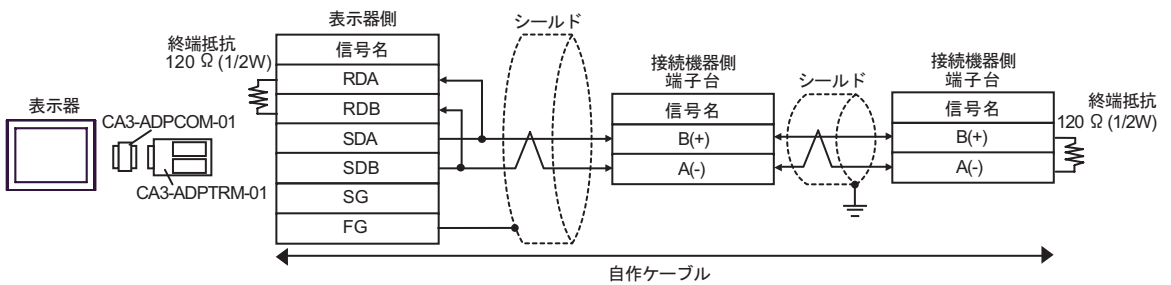 表示器
CA3-ADPCOM-01
CA3-ADPTRM-01
終端抵抗
120 Ω (1/2W)
表示器側
信号名
RDA
RDB
SDA
SDB
SG
FG
シールド
接続機器側
端子台
信号名
B(+)
A(-)
シールド
接続機器側
端子台
信号名
B(+)
A(-)
終端抵抗
120 Ω (1/2W)
自作ケーブル